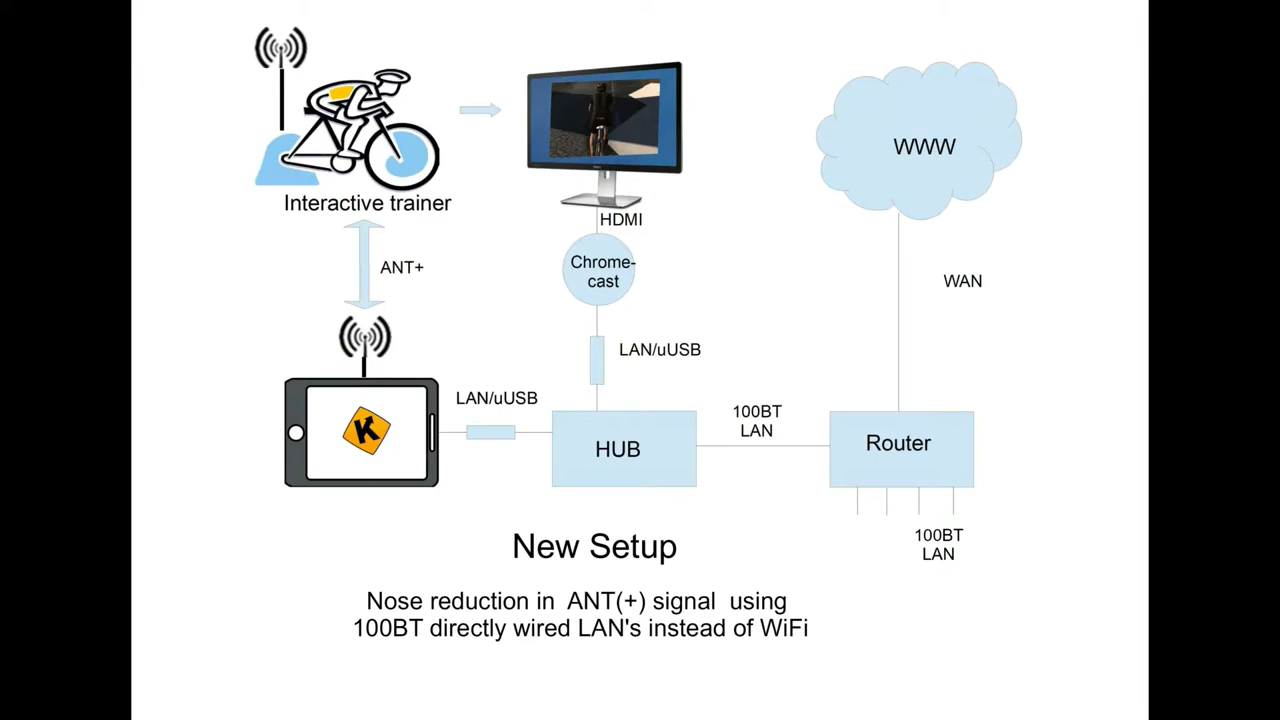 Interactive trainer
HDMI
WWW
Chrome-
cast
ANT+
WAN
LAN/uUSB
LAN/uUSB
100BT
LAN
K
HUB
Router
100BT
LAN
New Setup
Nose reduction in ANT(+) signal using
100BT directly wired LAN's instead of WiFi